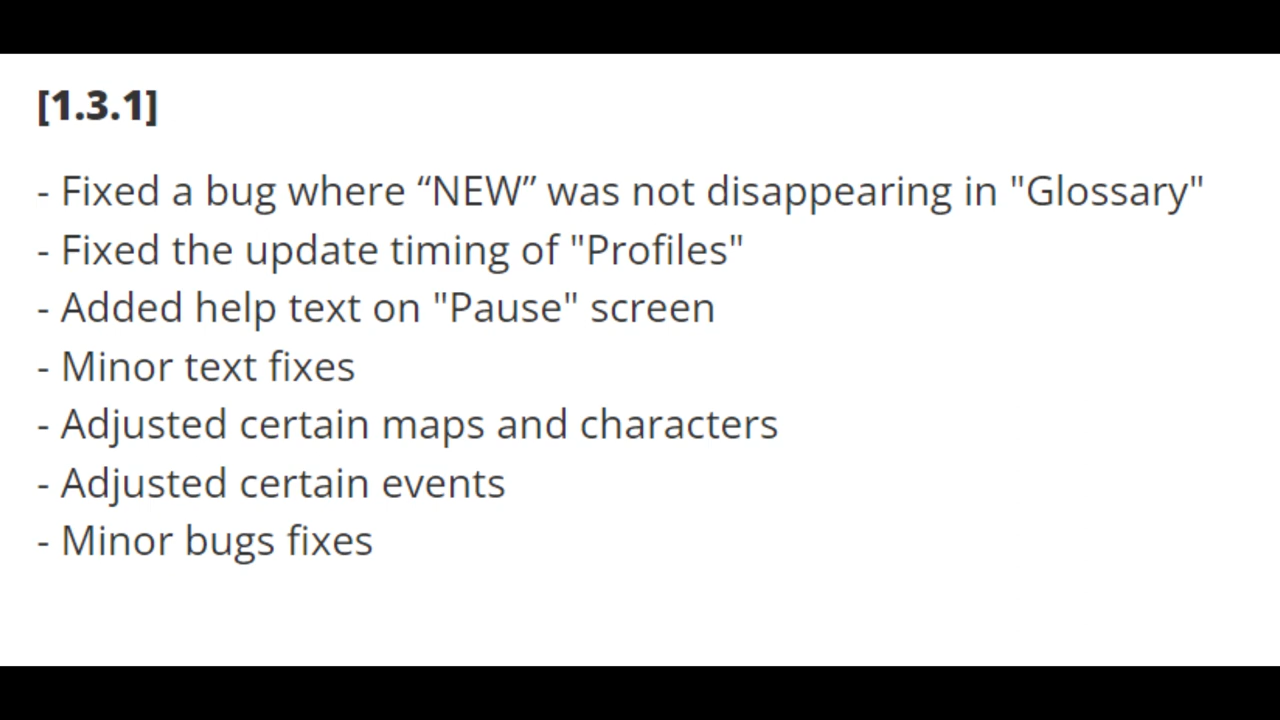 [1.3.1]
- Fixed a bug where “NEW” was not disappearing in "Glossary"
- Fixed the update timing of "Profiles"
- Added help text on "Pause" screen
- Minor text fixes
- Adjusted certain maps and characters
- Adjusted certain events
- Minor bugs fixes